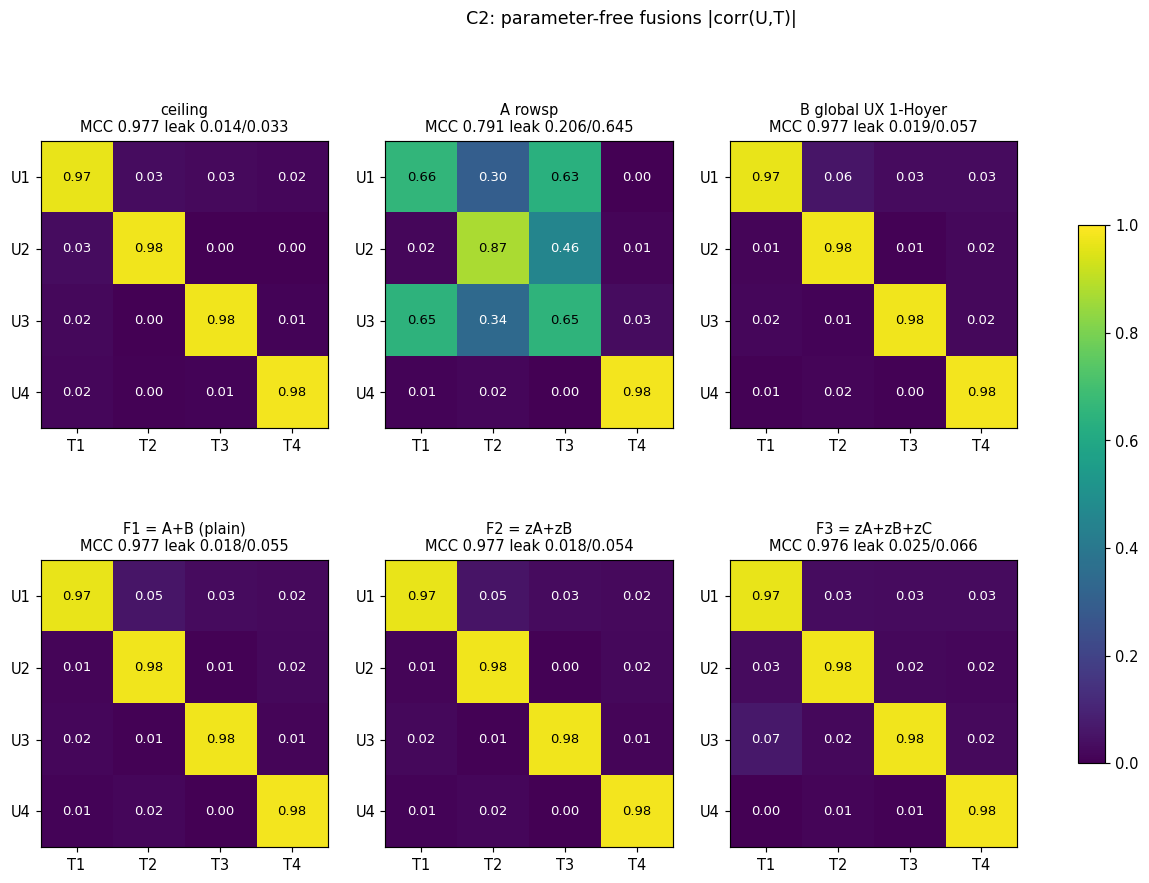 C2: parameter-free fusions |corr(U,T)|
ceiling
MCC 0.977 leak 0.014/0.033
U1 0.97 0.03 0.03 0.02
U2 0.03 0.98 0.00 0.00
U3 0.02 0.00 0.98 0.01
U4 0.02 0.00 0.01 0.98
T1 T2 T3 T4
A rowsp
MCC 0.791 leak 0.206/0.645
U1 0.66 0.30 0.63 0.00
U2 0.02 0.87 0.46 0.01
U3 0.65 0.34 0.65 0.03
U4 0.01 0.02 0.00 0.98
T1 T2 T3 T4
B global UX 1-Hoyer
MCC 0.977 leak 0.019/0.057
U1 0.97 0.06 0.03 0.03
U2 0.01 0.98 0.01 0.02
U3 0.02 0.01 0.98 0.02
U4 0.01 0.02 0.00 0.98
T1 T2 T3 T4
F1 = A+B (plain)
MCC 0.977 leak 0.018/0.055
U1 0.97 0.05 0.03 0.02
U2 0.01 0.98 0.01 0.02
U3 0.02 0.01 0.98 0.01
U4 0.01 0.02 0.00 0.98
T1 T2 T3 T4
F2 = zA+zB
MCC 0.977 leak 0.018/0.054
U1 0.97 0.05 0.03 0.02
U2 0.01 0.98 0.00 0.02
U3 0.02 0.01 0.98 0.01
U4 0.01 0.02 0.00 0.98
T1 T2 T3 T4
F3 = zA+zB+zC
MCC 0.976 leak 0.025/0.066
U1 0.97 0.03 0.03 0.03
U2 0.03 0.98 0.02 0.02
U3 0.07 0.02 0.98 0.02
U4 0.00 0.01 0.01 0.98
T1 T2 T3 T4
1.0
0.8
0.6
0.4
0.2
0.0